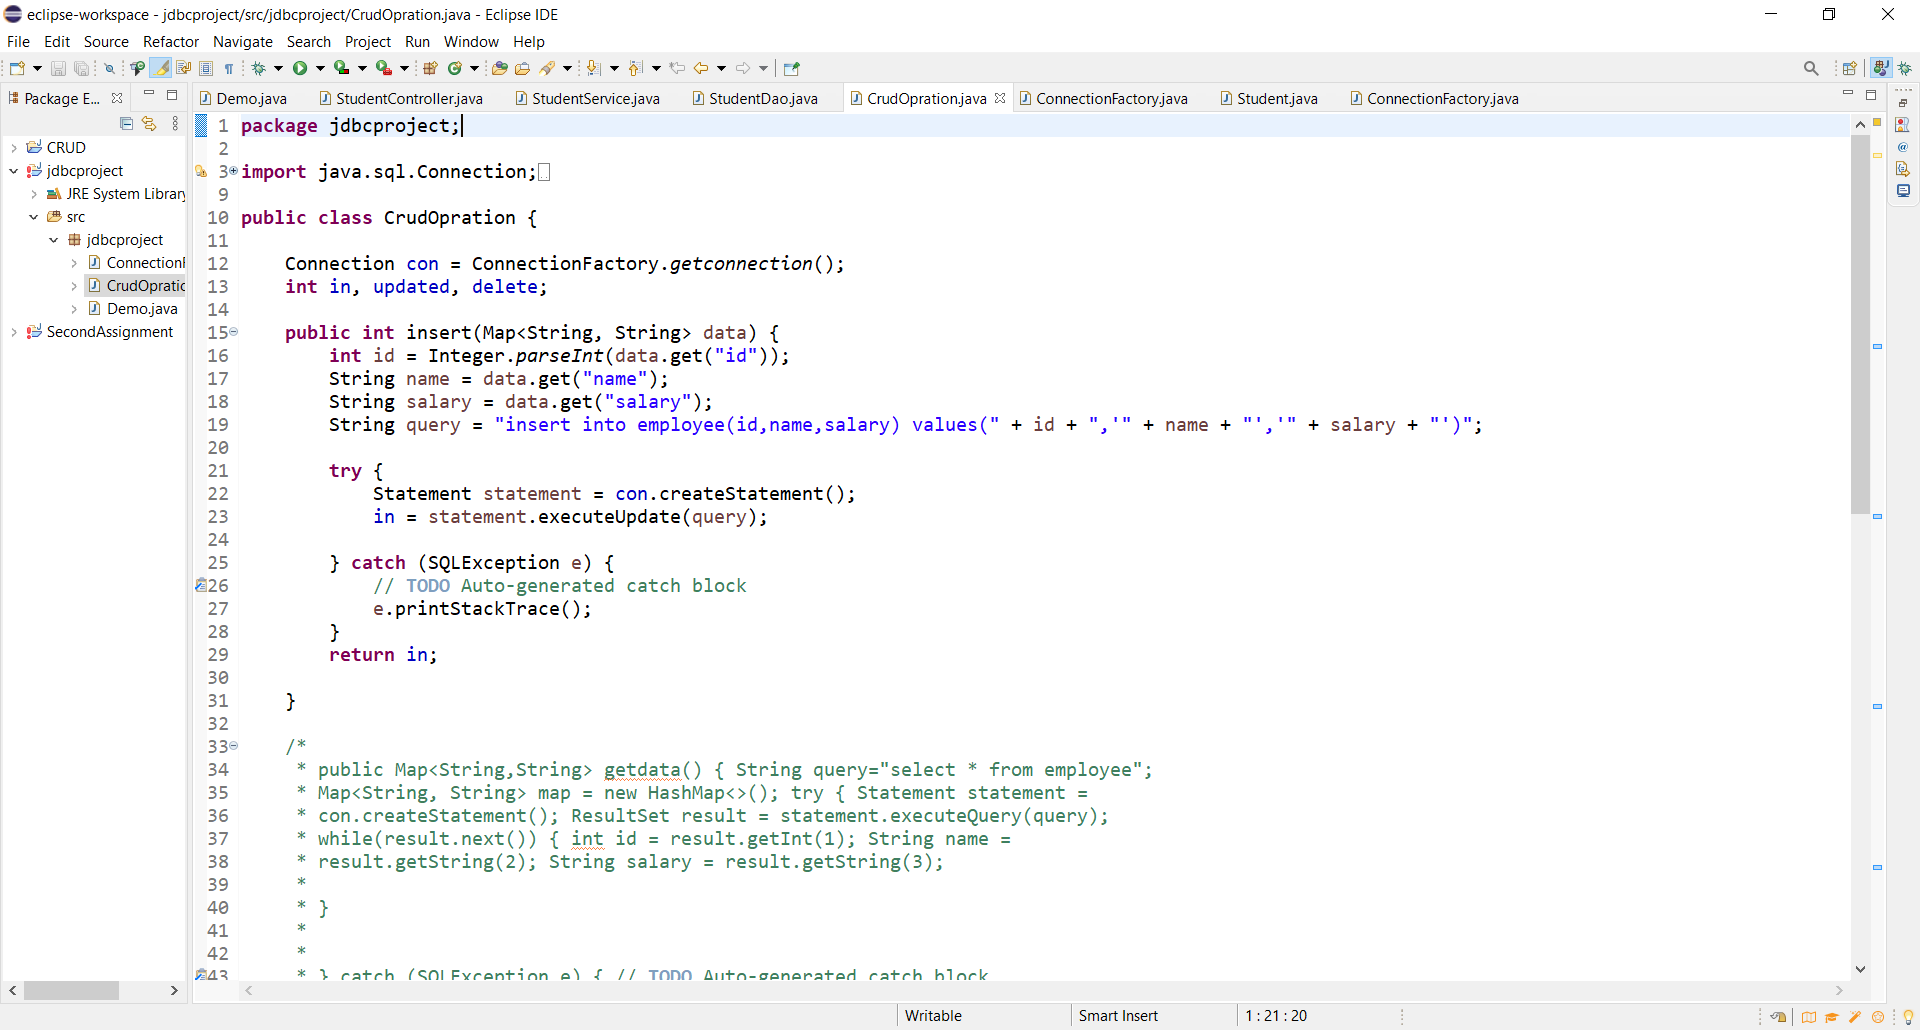 eclipse-workspace - jdbcproject/src/jdbcproject/CrudOpration.java - Eclipse IDE
File Edit Source Refactor Navigate Search Project Run Window Help
Package E...
Demo.java StudentController.java StudentService.java StudentDao.java CrudOpration.java ConnectionFactory.java Student.java ConnectionFactory.java
CRUD
jdbcproject
JRE System Library
src
jdbcproject
Connection
CrudOpratio
Demo.java
SecondAssignment
1 package jdbcproject;
2
3 import java.sql.Connection;
9
10 public class CrudOpration {
11
12 Connection con = ConnectionFactory.getconnection();
13 int in, updated, delete;
14
15 public int insert(Map<String, String> data) {
16 int id = Integer.parseInt(data.get("id"));
17 String name = data.get("name");
18 String salary = data.get("salary");
19 String query = "insert into employee(id,name,salary) values(" + id + ",'" + name + "','" + salary + "')";
20
21 try {
22 Statement statement = con.createStatement();
23 in = statement.executeUpdate(query);
24
25 } catch (SQLException e) {
26 // TODO Auto-generated catch block
27 e.printStackTrace();
28 }
29 return in;
30
31 }
32
33 /*
34 * public Map<String,String> getdata() { String query="select * from employee";
35 * Map<String, String> map = new HashMap<>(); try { Statement statement =
36 * con.createStatement(); ResultSet result = statement.executeQuery(query);
37 * while(result.next()) { int id = result.getInt(1); String name =
38 * result.getString(2); String salary = result.getString(3);
39 *
40 * }
41 *
42 *
43 * } catch (SQLException e) { // TODO Auto-generated catch block
Writable Smart Insert 1 : 21 : 20